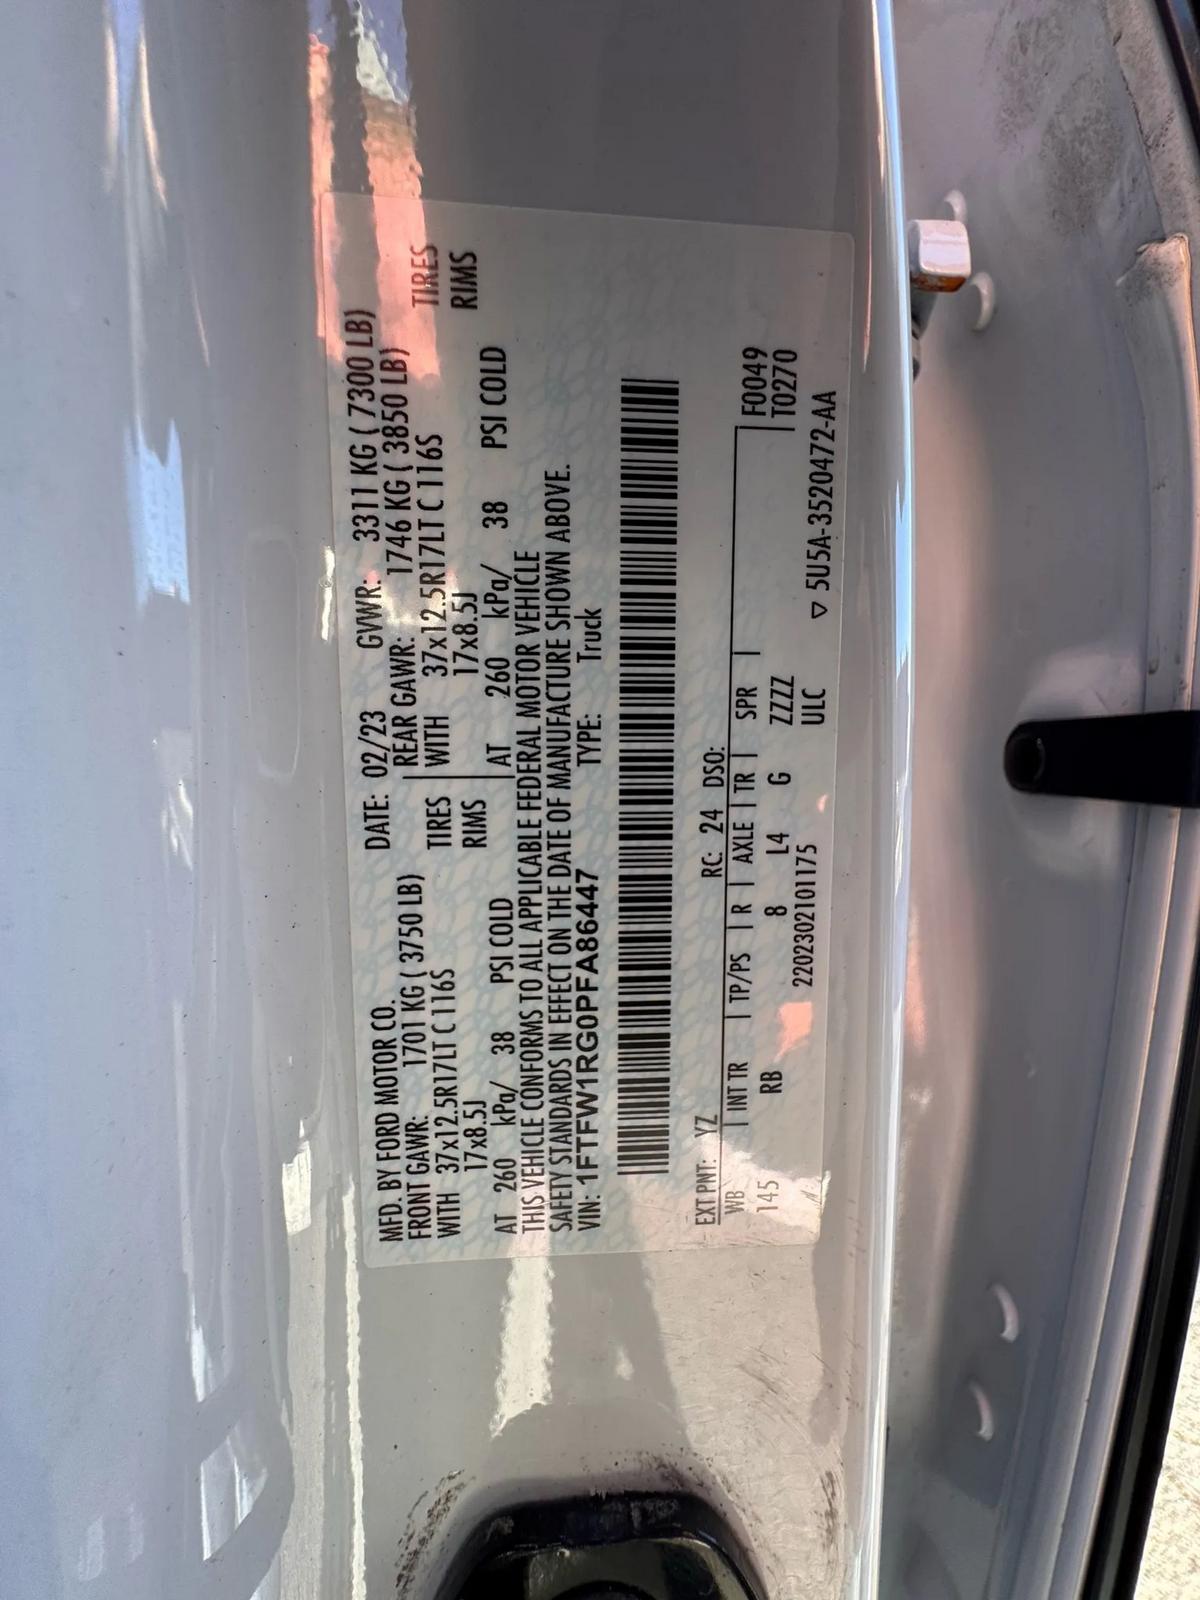 MFD. BY FORD MOTOR CO. DATE: 02/23 GVWR: 3311 KG ( 7300 LB)
FRONT GAWR: 1701 KG ( 3750 LB) REAR GAWR: 1746 KG ( 3850 LB)
WITH 37x12.5R17LT C 116S TIRES WITH 37x12.5R17LT C 116S TIRES
17x8.5J RIMS 17x8.5J RIMS
AT 260 kPa/ 38 PSI COLD AT 260 kPa/ 38 PSI COLD
THIS VEHICLE CONFORMS TO ALL APPLICABLE FEDERAL MOTOR VEHICLE
SAFETY STANDARDS IN EFFECT ON THE DATE OF MANUFACTURE SHOWN ABOVE.
VIN: 1FTFW1RG0PFA86447 TYPE: Truck
EXT PNT: YZ RC: 24 DSO:
WB | INT TR | TP/PS | R | AXLE | TR | SPR | F0049
145 RB 8 L4 G ZZZZ T0270
2202302101175 ULC ▽ 5U5A-3520472-AA